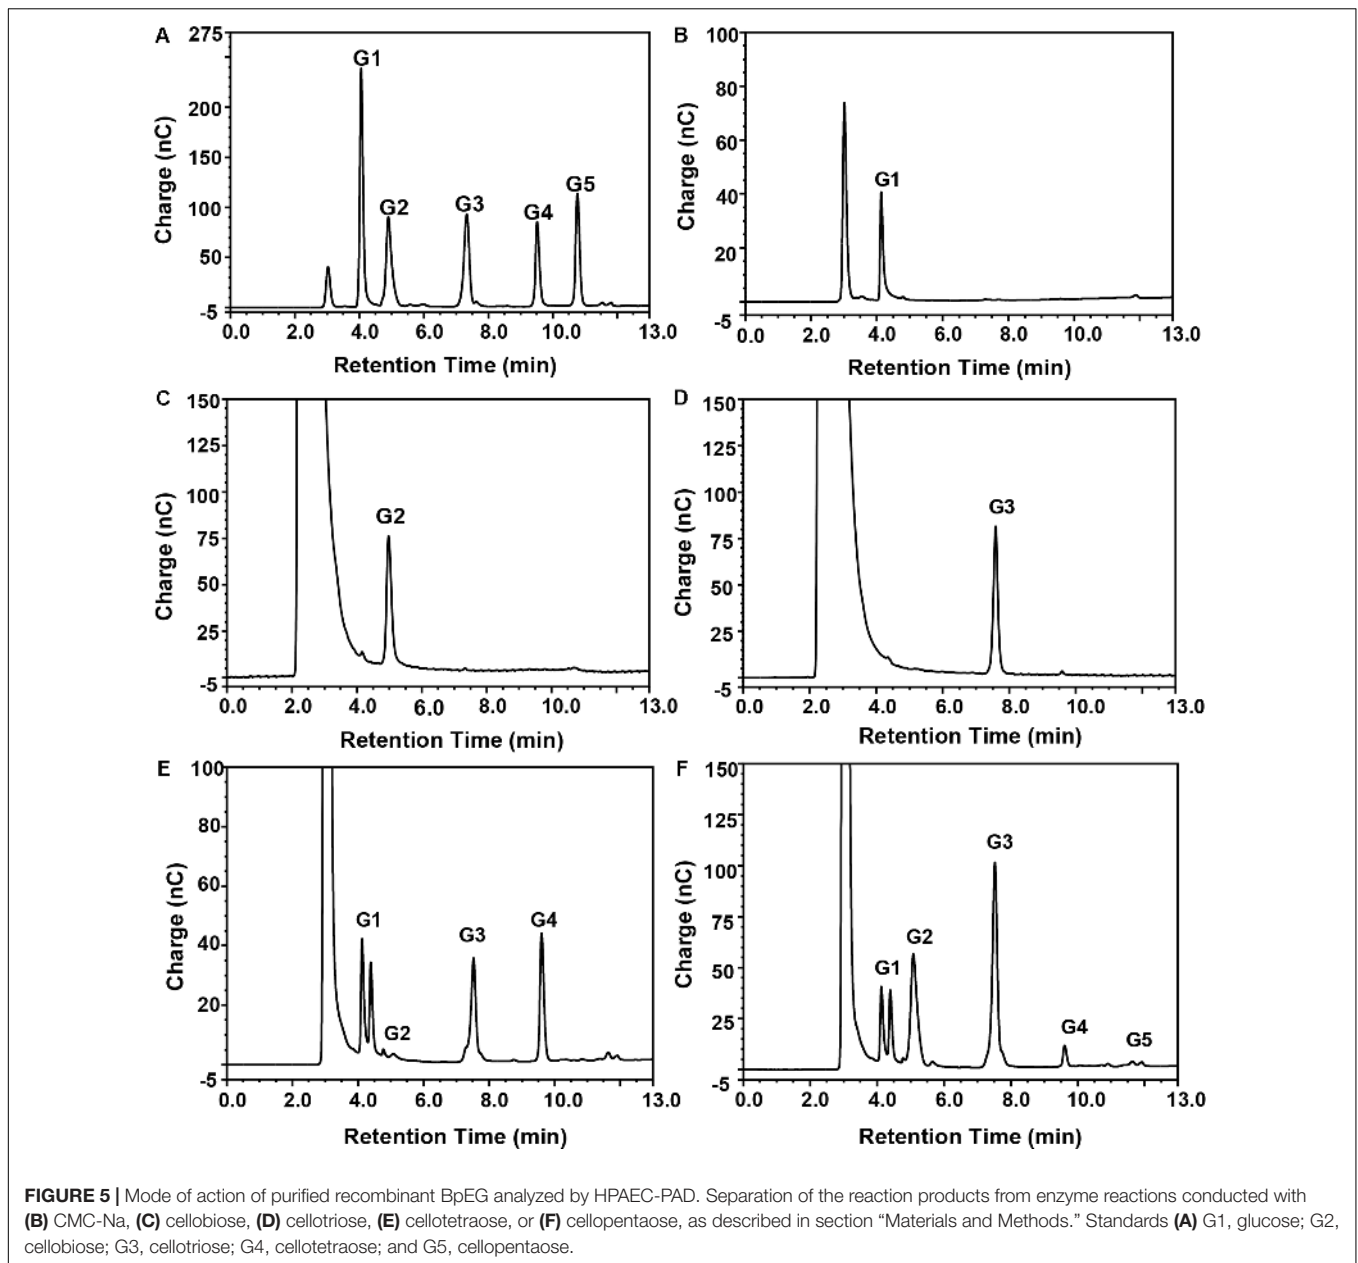 A
275
200
150
100
50
-5
Charge (nC)
G1
G2
G3
G4
G5
0.0 2.0 4.0 6.0 8.0 10.0 13.0
Retention Time (min)
B
100
80
60
40
20
-5
Charge (nC)
G1
0.0 2.0 4.0 6.0 8.0 10.0 13.0
Retention Time (min)
C
150
125
100
75
50
25
-5
Charge (nC)
G2
0.0 2.0 4.0 6.0 8.0 10.0 13.0
Retention Time (min)
D
150
125
100
75
50
25
-5
Charge (nC)
G3
0.0 2.0 4.0 6.0 8.0 10.0 13.0
Retention Time (min)
E
100
80
60
40
20
-5
Charge (nC)
G1
G2
G3
G4
0.0 2.0 4.0 6.0 8.0 10.0 13.0
Retention Time (min)
F
150
125
100
75
50
25
-5
Charge (nC)
G1
G2
G3
G4
G5
0.0 2.0 4.0 6.0 8.0 10.0 13.0
Retention Time (min)
FIGURE 5 | Mode of action of purified recombinant BpEG analyzed by HPAEC-PAD. Separation of the reaction products from enzyme reactions conducted with
(B) CMC-Na, (C) cellobiose, (D) cellotriose, (E) cellotetraose, or (F) cellopentaose, as described in section “Materials and Methods.” Standards (A) G1, glucose; G2,
cellobiose; G3, cellotriose; G4, cellotetraose; and G5, cellopentaose.